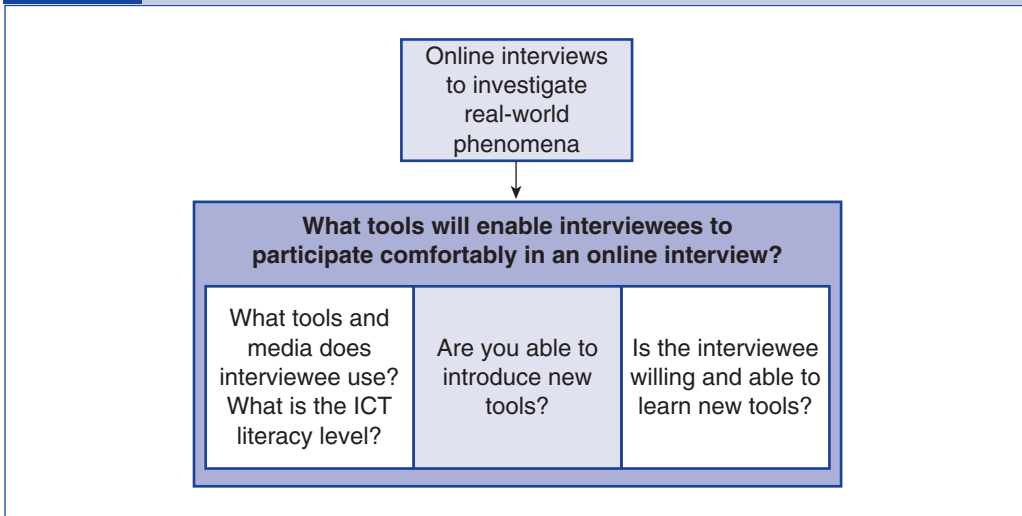 Online interviews
to investigate
real-world
phenomena
What tools will enable interviewees to
participate comfortably in an online interview?
What tools and
media does
interviewee use?
What is the ICT
literacy level?
Are you able to
introduce new
tools?
Is the interviewee
willing and able to
learn new tools?